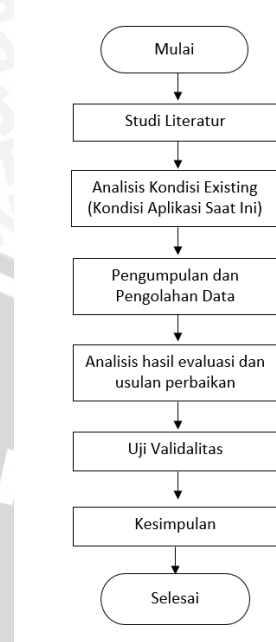 Mulai
Studi Literatur
Analisis Kondisi Existing
(Kondisi Aplikasi Saat Ini)
Pengumpulan dan
Pengolahan Data
Analisis hasil evaluasi dan
usulan perbaikan
Uji Validalitas
Kesimpulan
Selesai